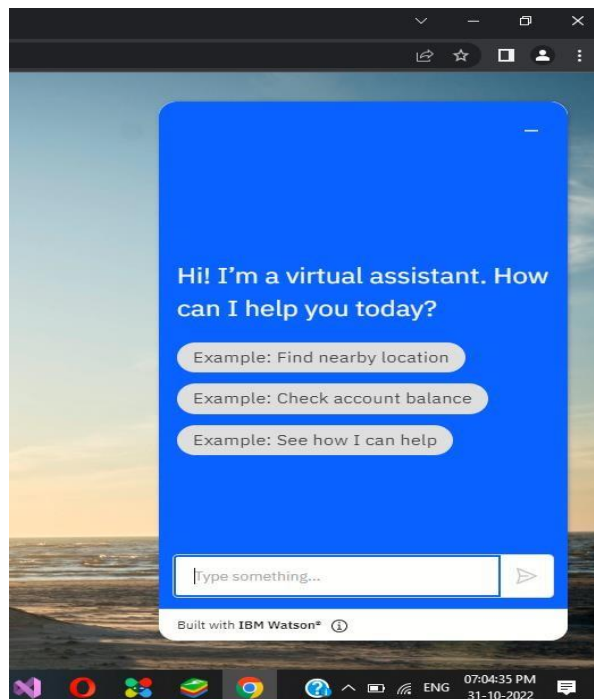 Hi! I'm a virtual assistant. How
can I help you today?
Example: Find nearby location
Example: Check account balance
Example: See how I can help
Type something...
Built with IBM Watson®
ENG
07:04:35 PM
31-10-2022